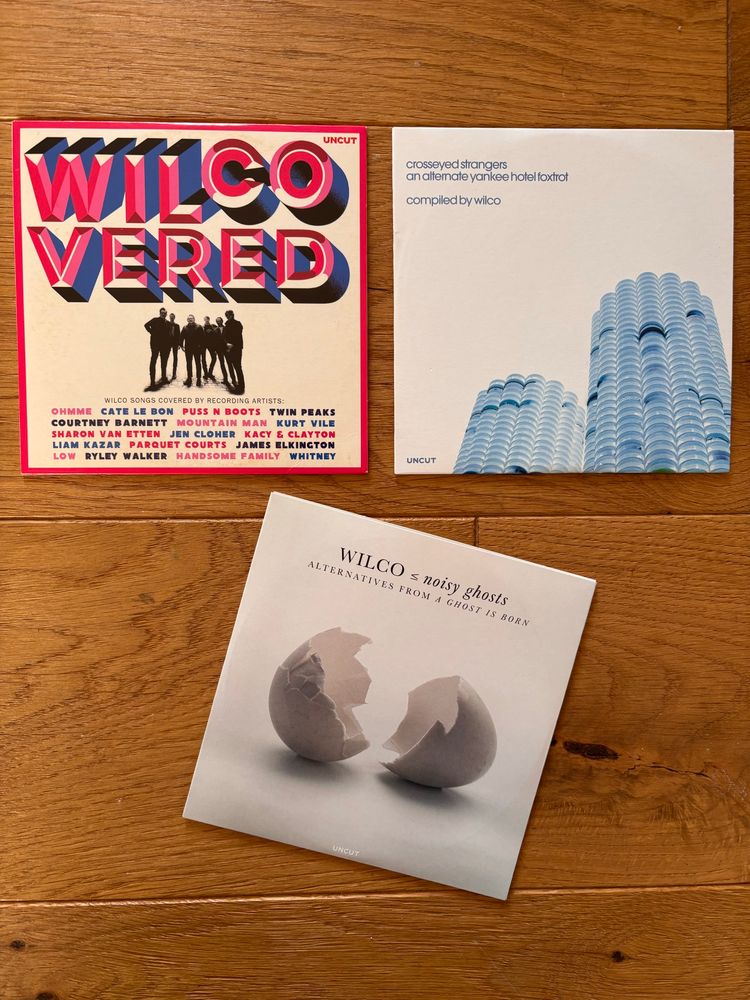 UNCUT
WILCO
VERED
WILCO SONGS COVERED BY RECORDING ARTISTS:
OHMME CATE LE BON PUSS N BOOTS TWIN PEAKS
COURTNEY BARNETT MOUNTAIN MAN KURT VILE
SHARON VAN ETTEN JEN CLOHER KACY & CLAYTON
LIAM KAZAR PARQUET COURTS JAMES ELKINGTON
LOW RYLEY WALKER HANDSOME FAMILY WHITNEY
crosseyed strangers
an alternate yankee hotel foxtrot
compiled by wilco
UNCUT
WILCO ≤ noisy ghosts
ALTERNATIVES FROM A GHOST IS BORN
UNCUT